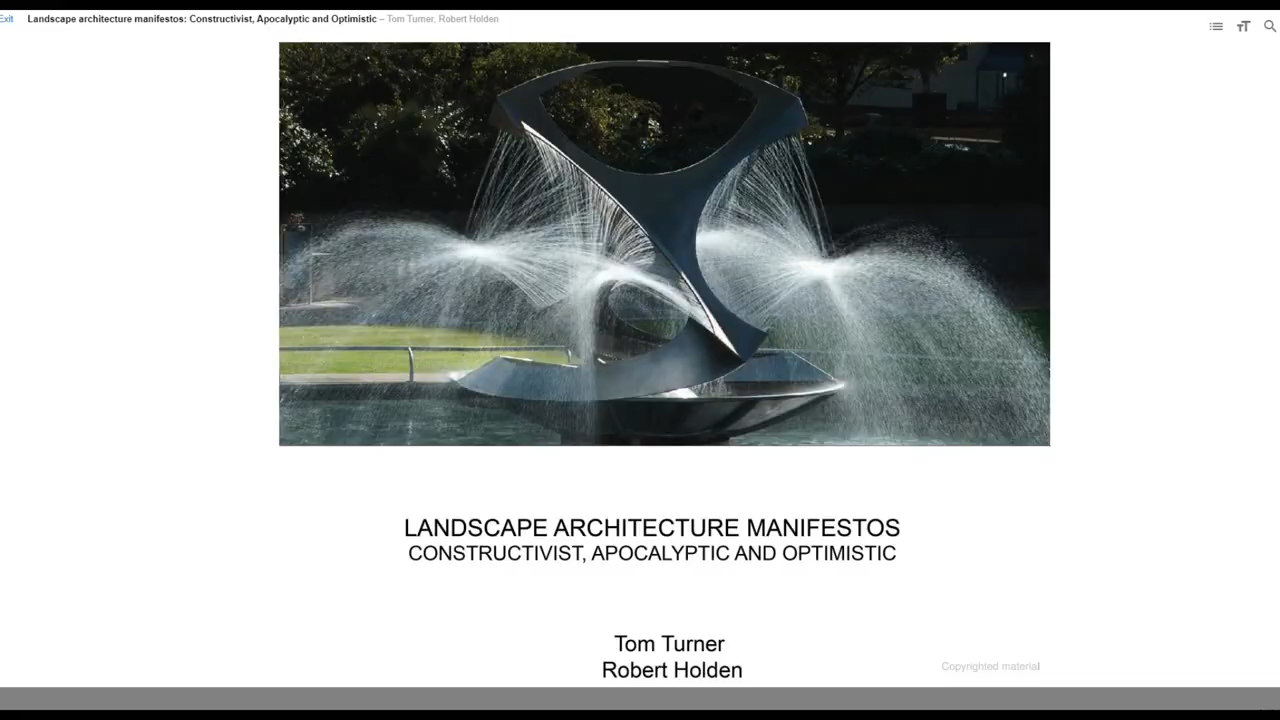 Exit Landscape architecture manifestos: Constructivist, Apocalyptic and Optimistic – Tom Turner, Robert Holden
LANDSCAPE ARCHITECTURE MANIFESTOS
CONSTRUCTIVIST, APOCALYPTIC AND OPTIMISTIC
Tom Turner
Robert Holden
Copyrighted material